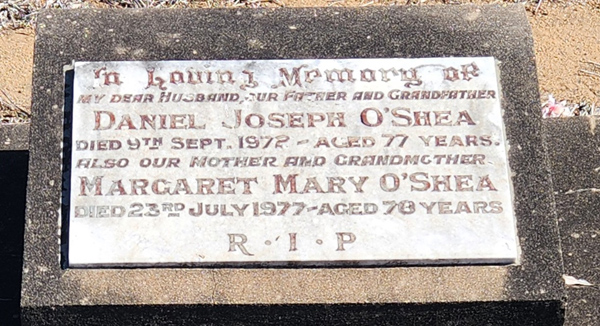 In Loving Memory of
My Dear Husband, our Father and Grandfather
Daniel Joseph O'Shea
Died 9th Sept. 1972 - Aged 77 years.
Also our Mother and Grandmother
Margaret Mary O'Shea
Died 23rd July 1977 - Aged 78 years
R · I · P